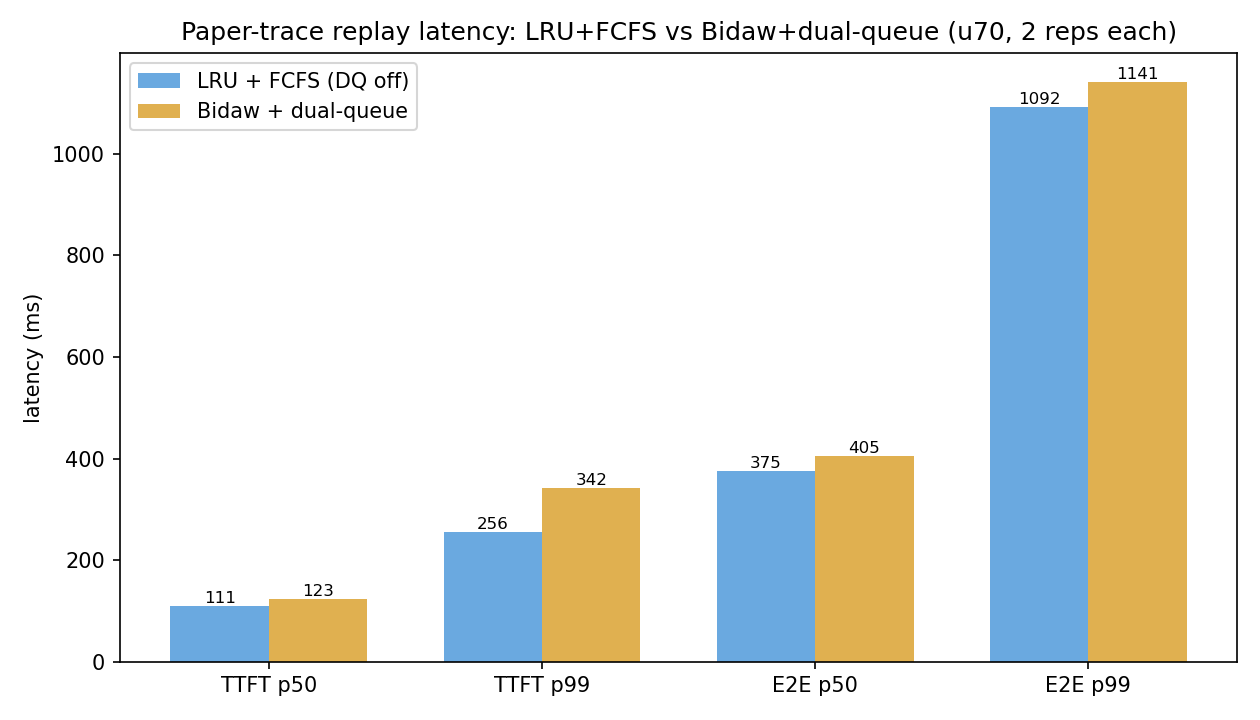 Paper-trace replay latency: LRU+FCFS vs Bidaw+dual-queue (u70, 2 reps each)
LRU + FCFS (DQ off)
Bidaw + dual-queue
latency (ms)
1000
800
600
400
200
0
111
123
256
342
375
405
1092
1141
TTFT p50
TTFT p99
E2E p50
E2E p99